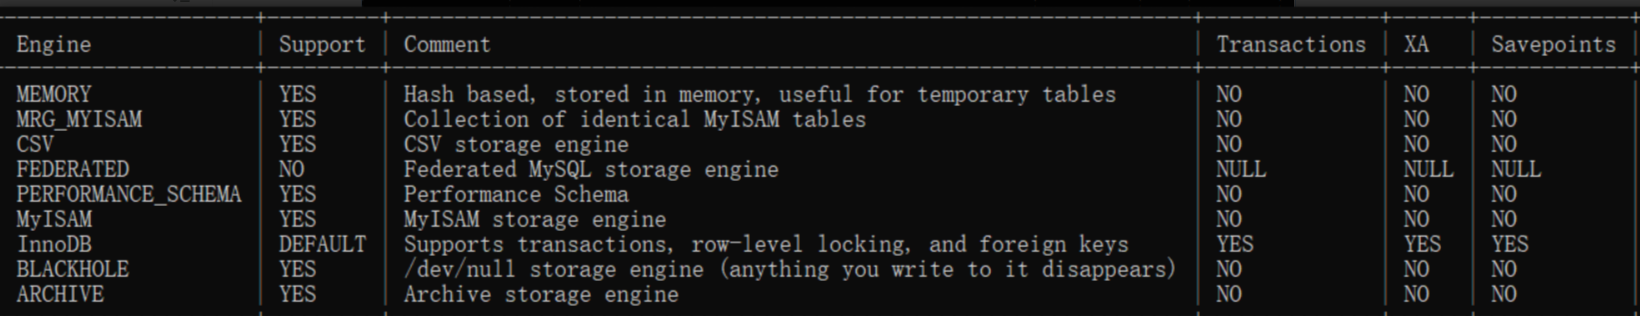 Engine | Support | Comment | Transactions | XA | Savepoints |
MEMORY | YES | Hash based, stored in memory, useful for temporary tables | NO | NO | NO |
MRG_MYISAM | YES | Collection of identical MyISAM tables | NO | NO | NO |
CSV | YES | CSV storage engine | NO | NO | NO |
FEDERATED | NO | Federated MySQL storage engine | NULL | NULL | NULL |
PERFORMANCE_SCHEMA | YES | Performance Schema | NO | NO | NO |
MyISAM | YES | MyISAM storage engine | NO | NO | NO |
InnoDB | DEFAULT | Supports transactions, row-level locking, and foreign keys | YES | YES | YES |
BLACKHOLE | YES | /dev/null storage engine (anything you write to it disappears) | NO | NO | NO |
ARCHIVE | YES | Archive storage engine | NO | NO | NO |